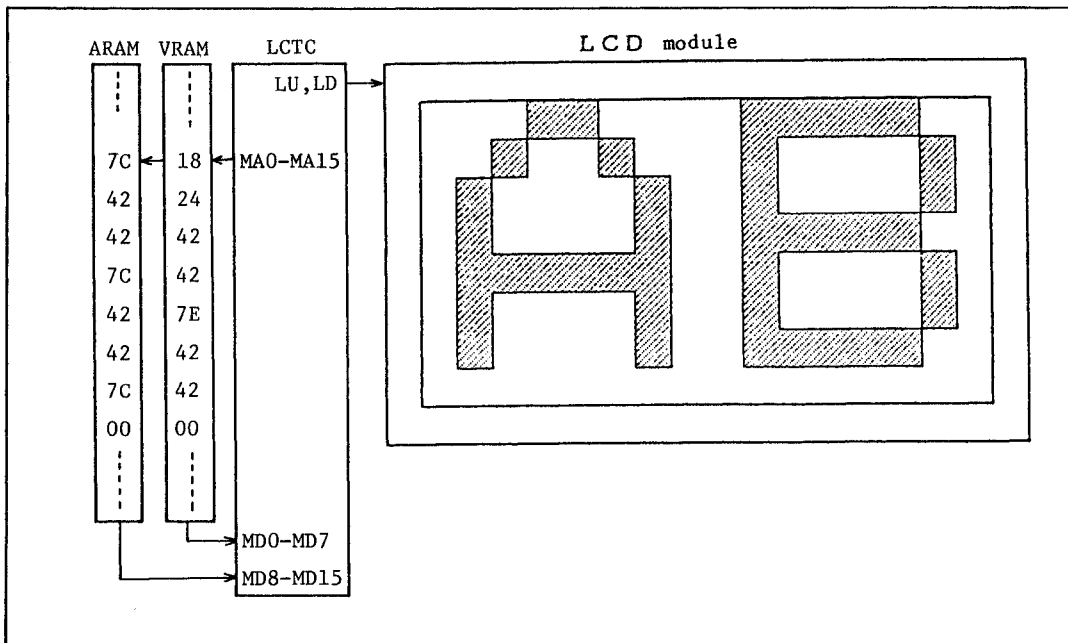 ARAM VRAM LCTC LCD module
LU,LD
7C 18 MA0-MA15
42 24
42 42
7C 42
42 7E
42 42
7C 42
00 00
MD0-MD7
MD8-MD15